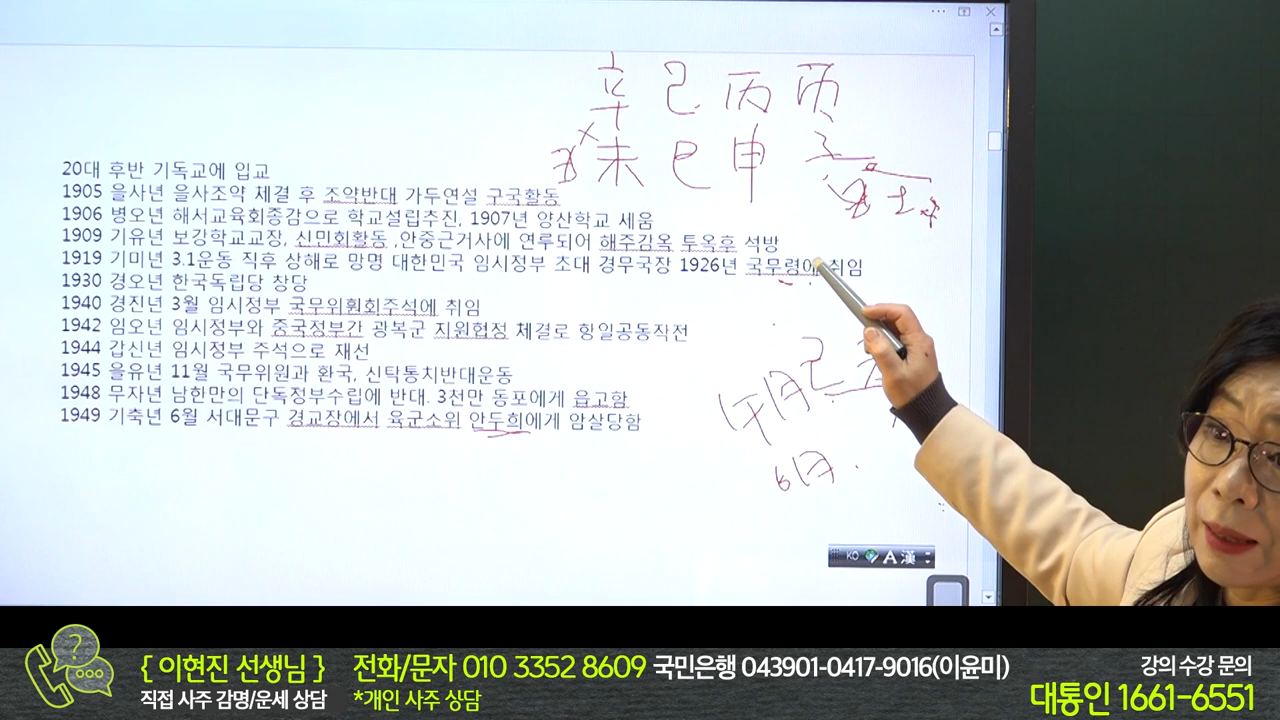 辛 己 丙
未 巳 申 子
20대 후반 기독교에 입교
1905 을사년 을사조약 체결 후 조약반대 가두연설 구국활동
1906 병오년 해서교육회종감으로 학교설립추진, 1907년 양산학교 세움
1909 기유년 보강학교교장, 신민회활동 ,안중근거사에 연루되어 해주감옥 투옥후 석방
1919 기미년 3.1운동 직후 상해로 망명 대한민국 임시정부 초대 경무국장 1926년 국무령에 취임
1930 경오년 한국독립당 창당
1940 경진년 3월 임시정부 국무위훤회주석에 취임
1942 임오년 임시정부와 중국정부간 광복군 지원협정 체결로 항일공동작전
1944 갑신년 임시정부 주석으로 재선
1945 을유년 11월 국무위원과 환국, 신탁통치반대운동
1948 무자년 남한만의 단독정부수립에 반대. 3천만 동포에게 읍고함
1949 기축년 6월 서대문구 경교장에서 육군소위 안두희에게 암살당함
6月
KO A 漢
{ 이현진 선생님 } 전화/문자 010 3352 8609 국민은행 043901-0417-9016(이윤미) 강의 수강 문의
직접 사주 감명/운세 상담 *개인 사주 상담 대통인 1661-6551